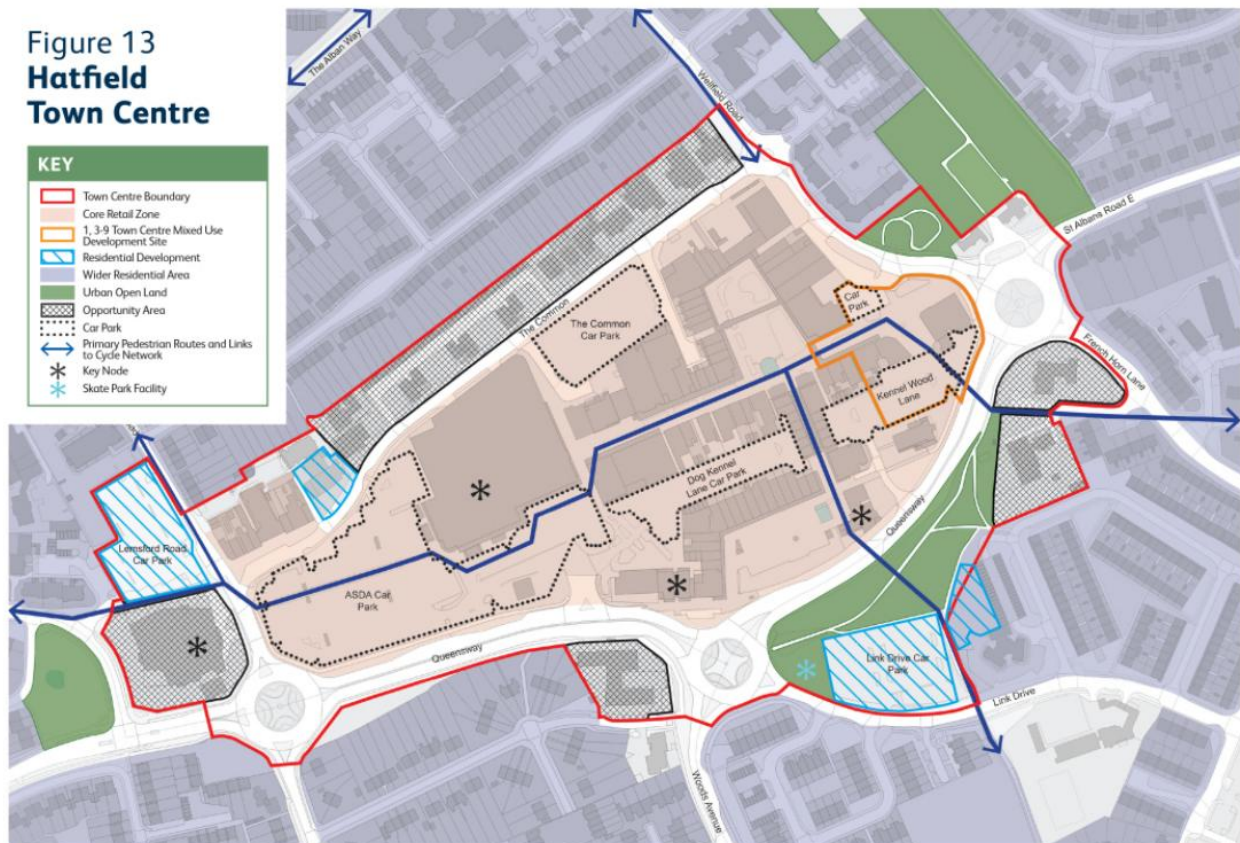 Figure 13
Hatfield
Town Centre
KEY
Town Centre Boundary
Core Retail Zone
1, 3-9 Town Centre Mixed Use
Development Site
Residential Development
Wider Residential Area
Urban Open Land
Opportunity Area
Car Park
Primary Pedestrian Routes and Links
to Cycle Network
Key Node
Skate Park Facility
The Alban Way
Wellfield Road
St Albans Road E
The Common
The Common
Car Park
Car
Park
French Horn Lane
Kennel Wood
Lane
Dog Kennel
Lane Car Park
Queensway
Lemsford Road
Car Park
ASDA Car
Park
Queensway
Link Drive Car
Park
Link Drive
Woods Avenue